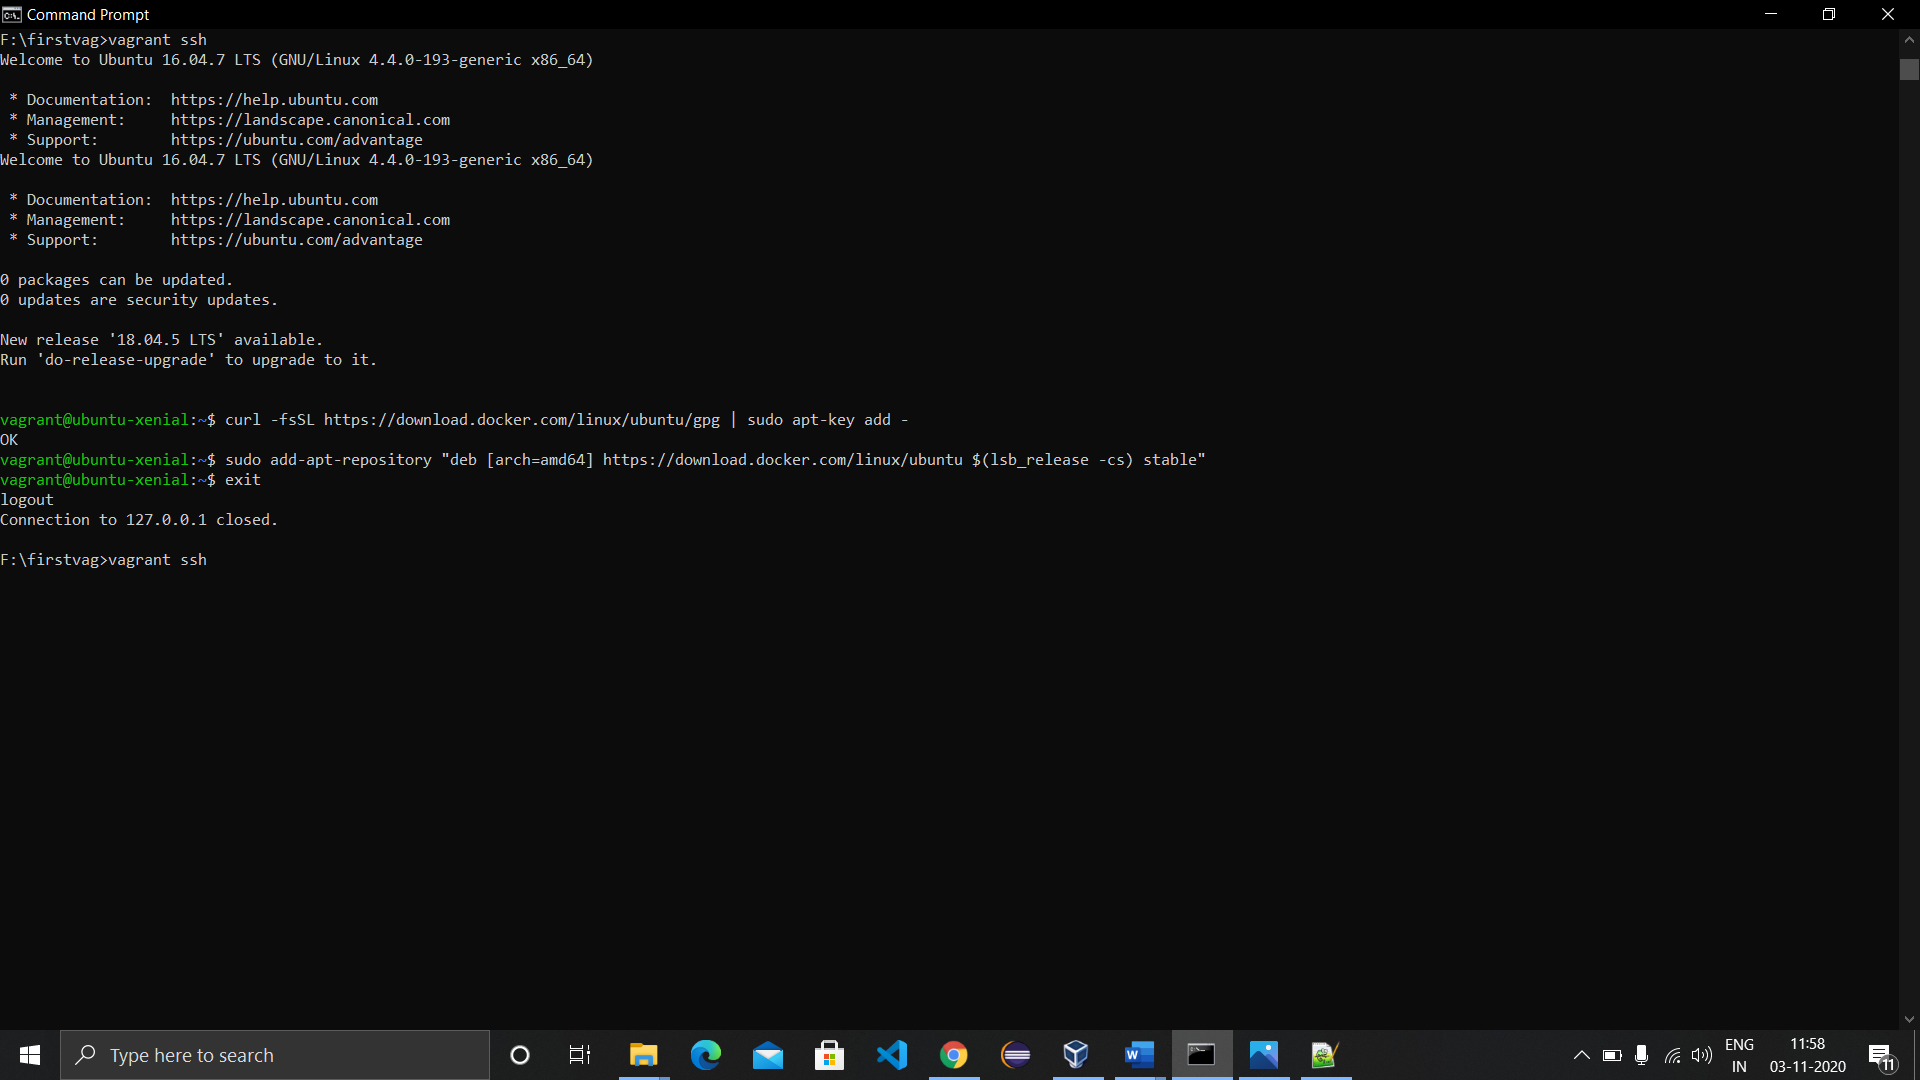 Command Prompt
F:\firstvag>vagrant ssh
Welcome to Ubuntu 16.04.7 LTS (GNU/Linux 4.4.0-193-generic x86_64)
* Documentation:  https://help.ubuntu.com
* Management:     https://landscape.canonical.com
* Support:        https://ubuntu.com/advantage
Welcome to Ubuntu 16.04.7 LTS (GNU/Linux 4.4.0-193-generic x86_64)
* Documentation:  https://help.ubuntu.com
* Management:     https://landscape.canonical.com
* Support:        https://ubuntu.com/advantage
0 packages can be updated.
0 updates are security updates.
New release '18.04.5 LTS' available.
Run 'do-release-upgrade' to upgrade to it.
vagrant@ubuntu-xenial:~$ curl -fsSL https://download.docker.com/linux/ubuntu/gpg | sudo apt-key add -
OK
vagrant@ubuntu-xenial:~$ sudo add-apt-repository "deb [arch=amd64] https://download.docker.com/linux/ubuntu $(lsb_release -cs) stable"
vagrant@ubuntu-xenial:~$ exit
logout
Connection to 127.0.0.1 closed.
F:\firstvag>vagrant ssh
Type here to search
ENG
IN
11:58
03-11-2020
11